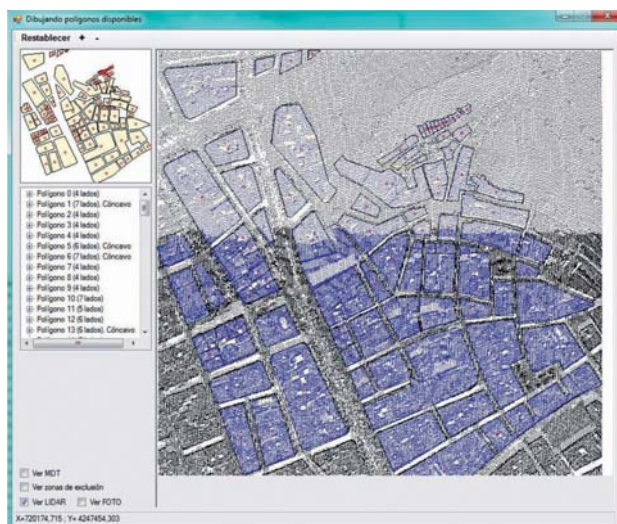 Dibujando polígonos disponibles
Restablecer + -
Polígono 0 (4 lados)
Polígono 1 (7 lados). Cóncavo
Polígono 2 (4 lados)
Polígono 3 (4 lados)
Polígono 4 (4 lados)
Polígono 5 (6 lados). Cóncavo
Polígono 6 (7 lados). Cóncavo
Polígono 7 (4 lados)
Polígono 8 (4 lados)
Polígono 9 (4 lados)
Polígono 10 (7 lados)
Polígono 11 (5 lados)
Polígono 12 (6 lados)
Polígono 13 (6 lados). Cóncavo
Ver MDT
Ver zonas de exclusión
Ver LIDAR Ver FOTO
X=720174,715 ; Y= 4247454,303